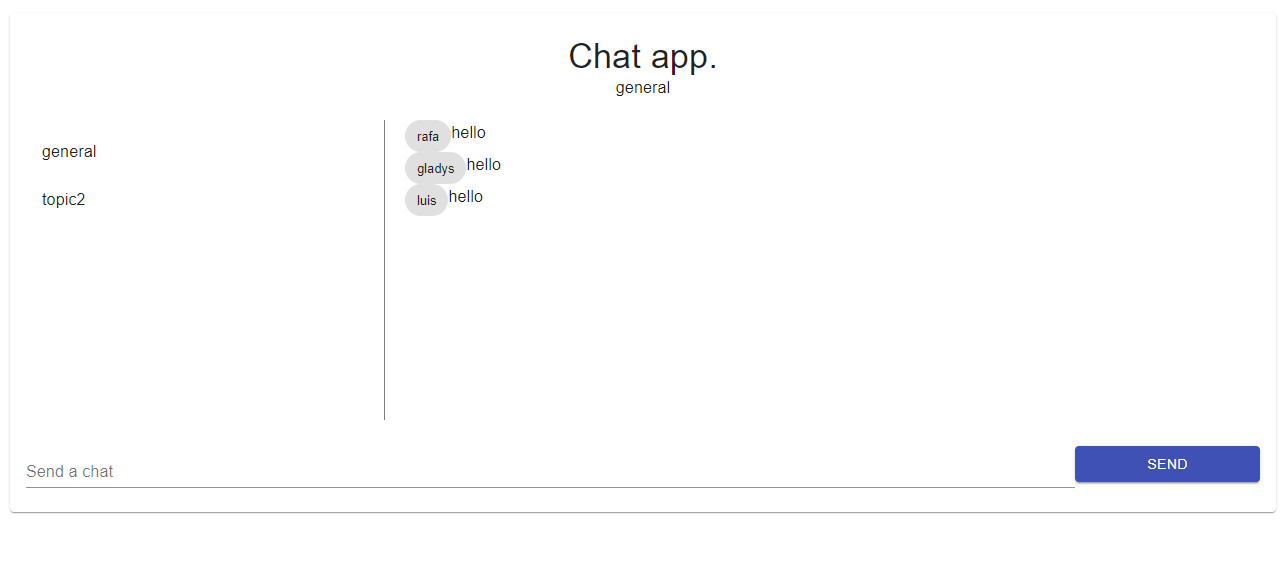 Chat app.
general
general
topic2
rafa hello
gladys hello
luis hello
Send a chat
SEND